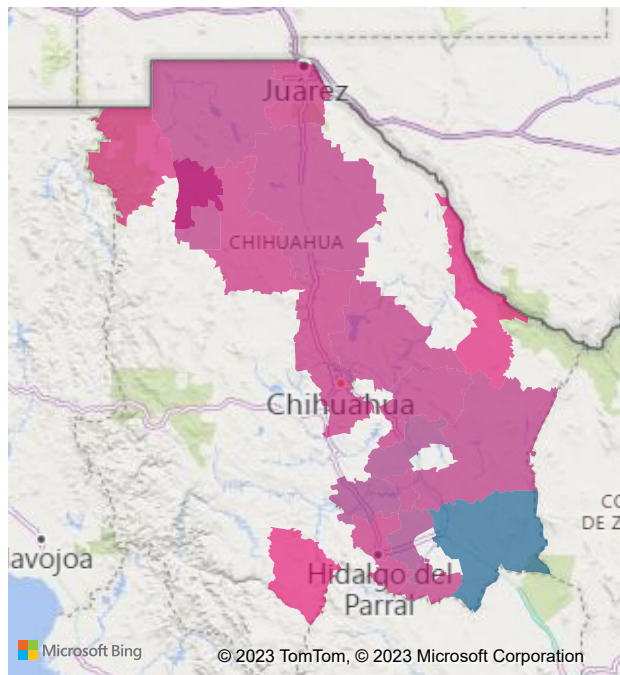 Juárez
CHIHUAHUA
Chihuahua
CO
DE Z
lavojoa
Hidalgo del
Parral
Microsoft Bing
© 2023 TomTom, © 2023 Microsoft Corporation